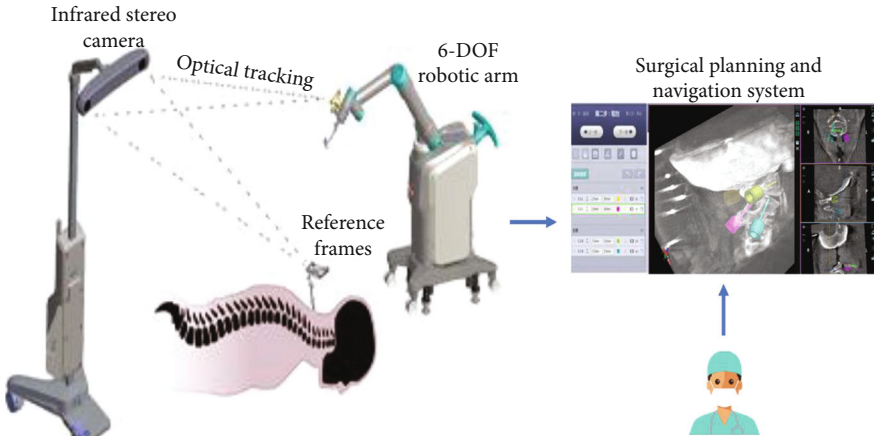 Infrared stereo
camera
Optical tracking
6-DOF
robotic arm
Surgical planning and
navigation system
Reference
frames